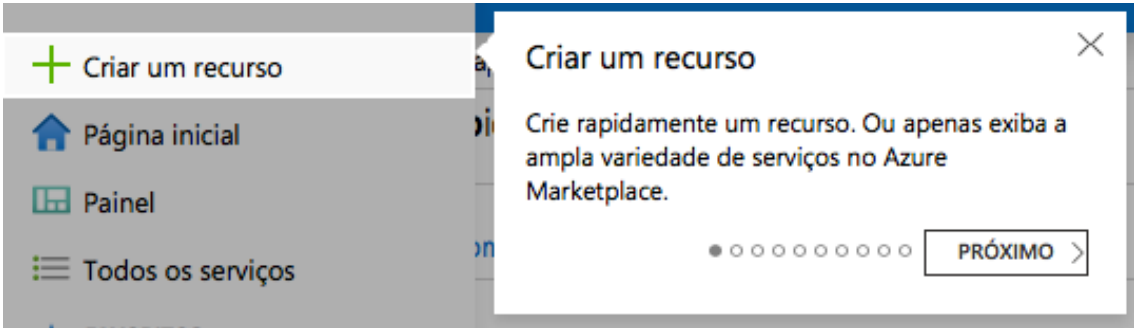 Criar um recurso
Página inicial
Painel
Todos os serviços
Criar um recurso
Crie rapidamente um recurso. Ou apenas exiba a
ampla variedade de serviços no Azure
Marketplace.
PRÓXIMO